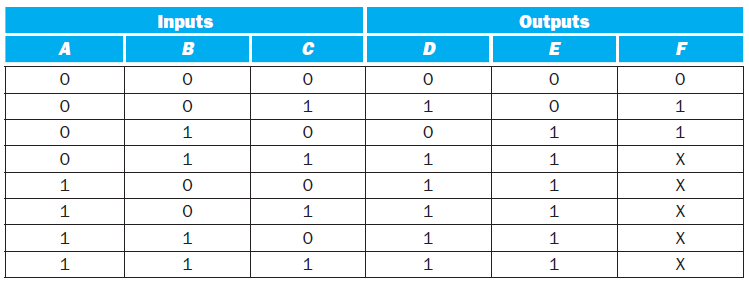 Inputs Outputs
A B C D E F
0 0 0 0 0 0
0 0 1 1 0 1
0 1 0 0 1 1
0 1 1 1 1 X
1 0 0 1 1 X
1 0 1 1 1 X
1 1 0 1 1 X
1 1 1 1 1 X